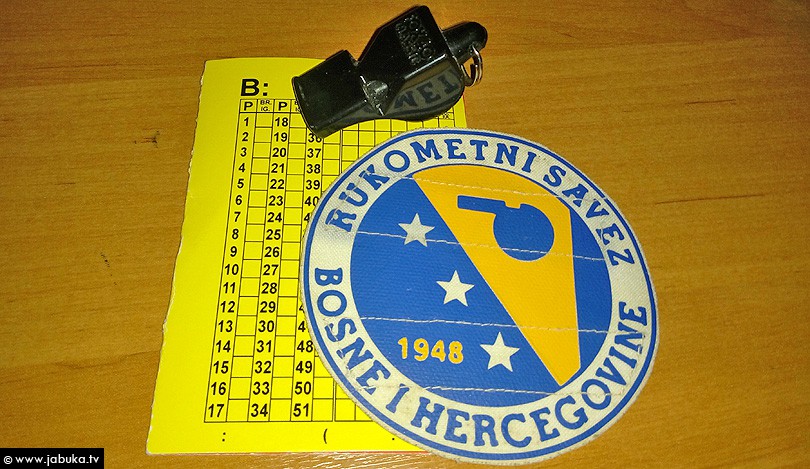 B:
P BR. IG. P
1 18
2 19 36
3 20 37
4 21 38
5 22 39
6 23 40
7 24
8 25
9 26
10 27
11 28
12 29
13 30
14 31 48
15 32 49
16 33 50
17 34 51
: ( .
RUKOMETNI SAVEZ
BOSNE I HERCEGOVINE
1948
© www.jabuka.tv